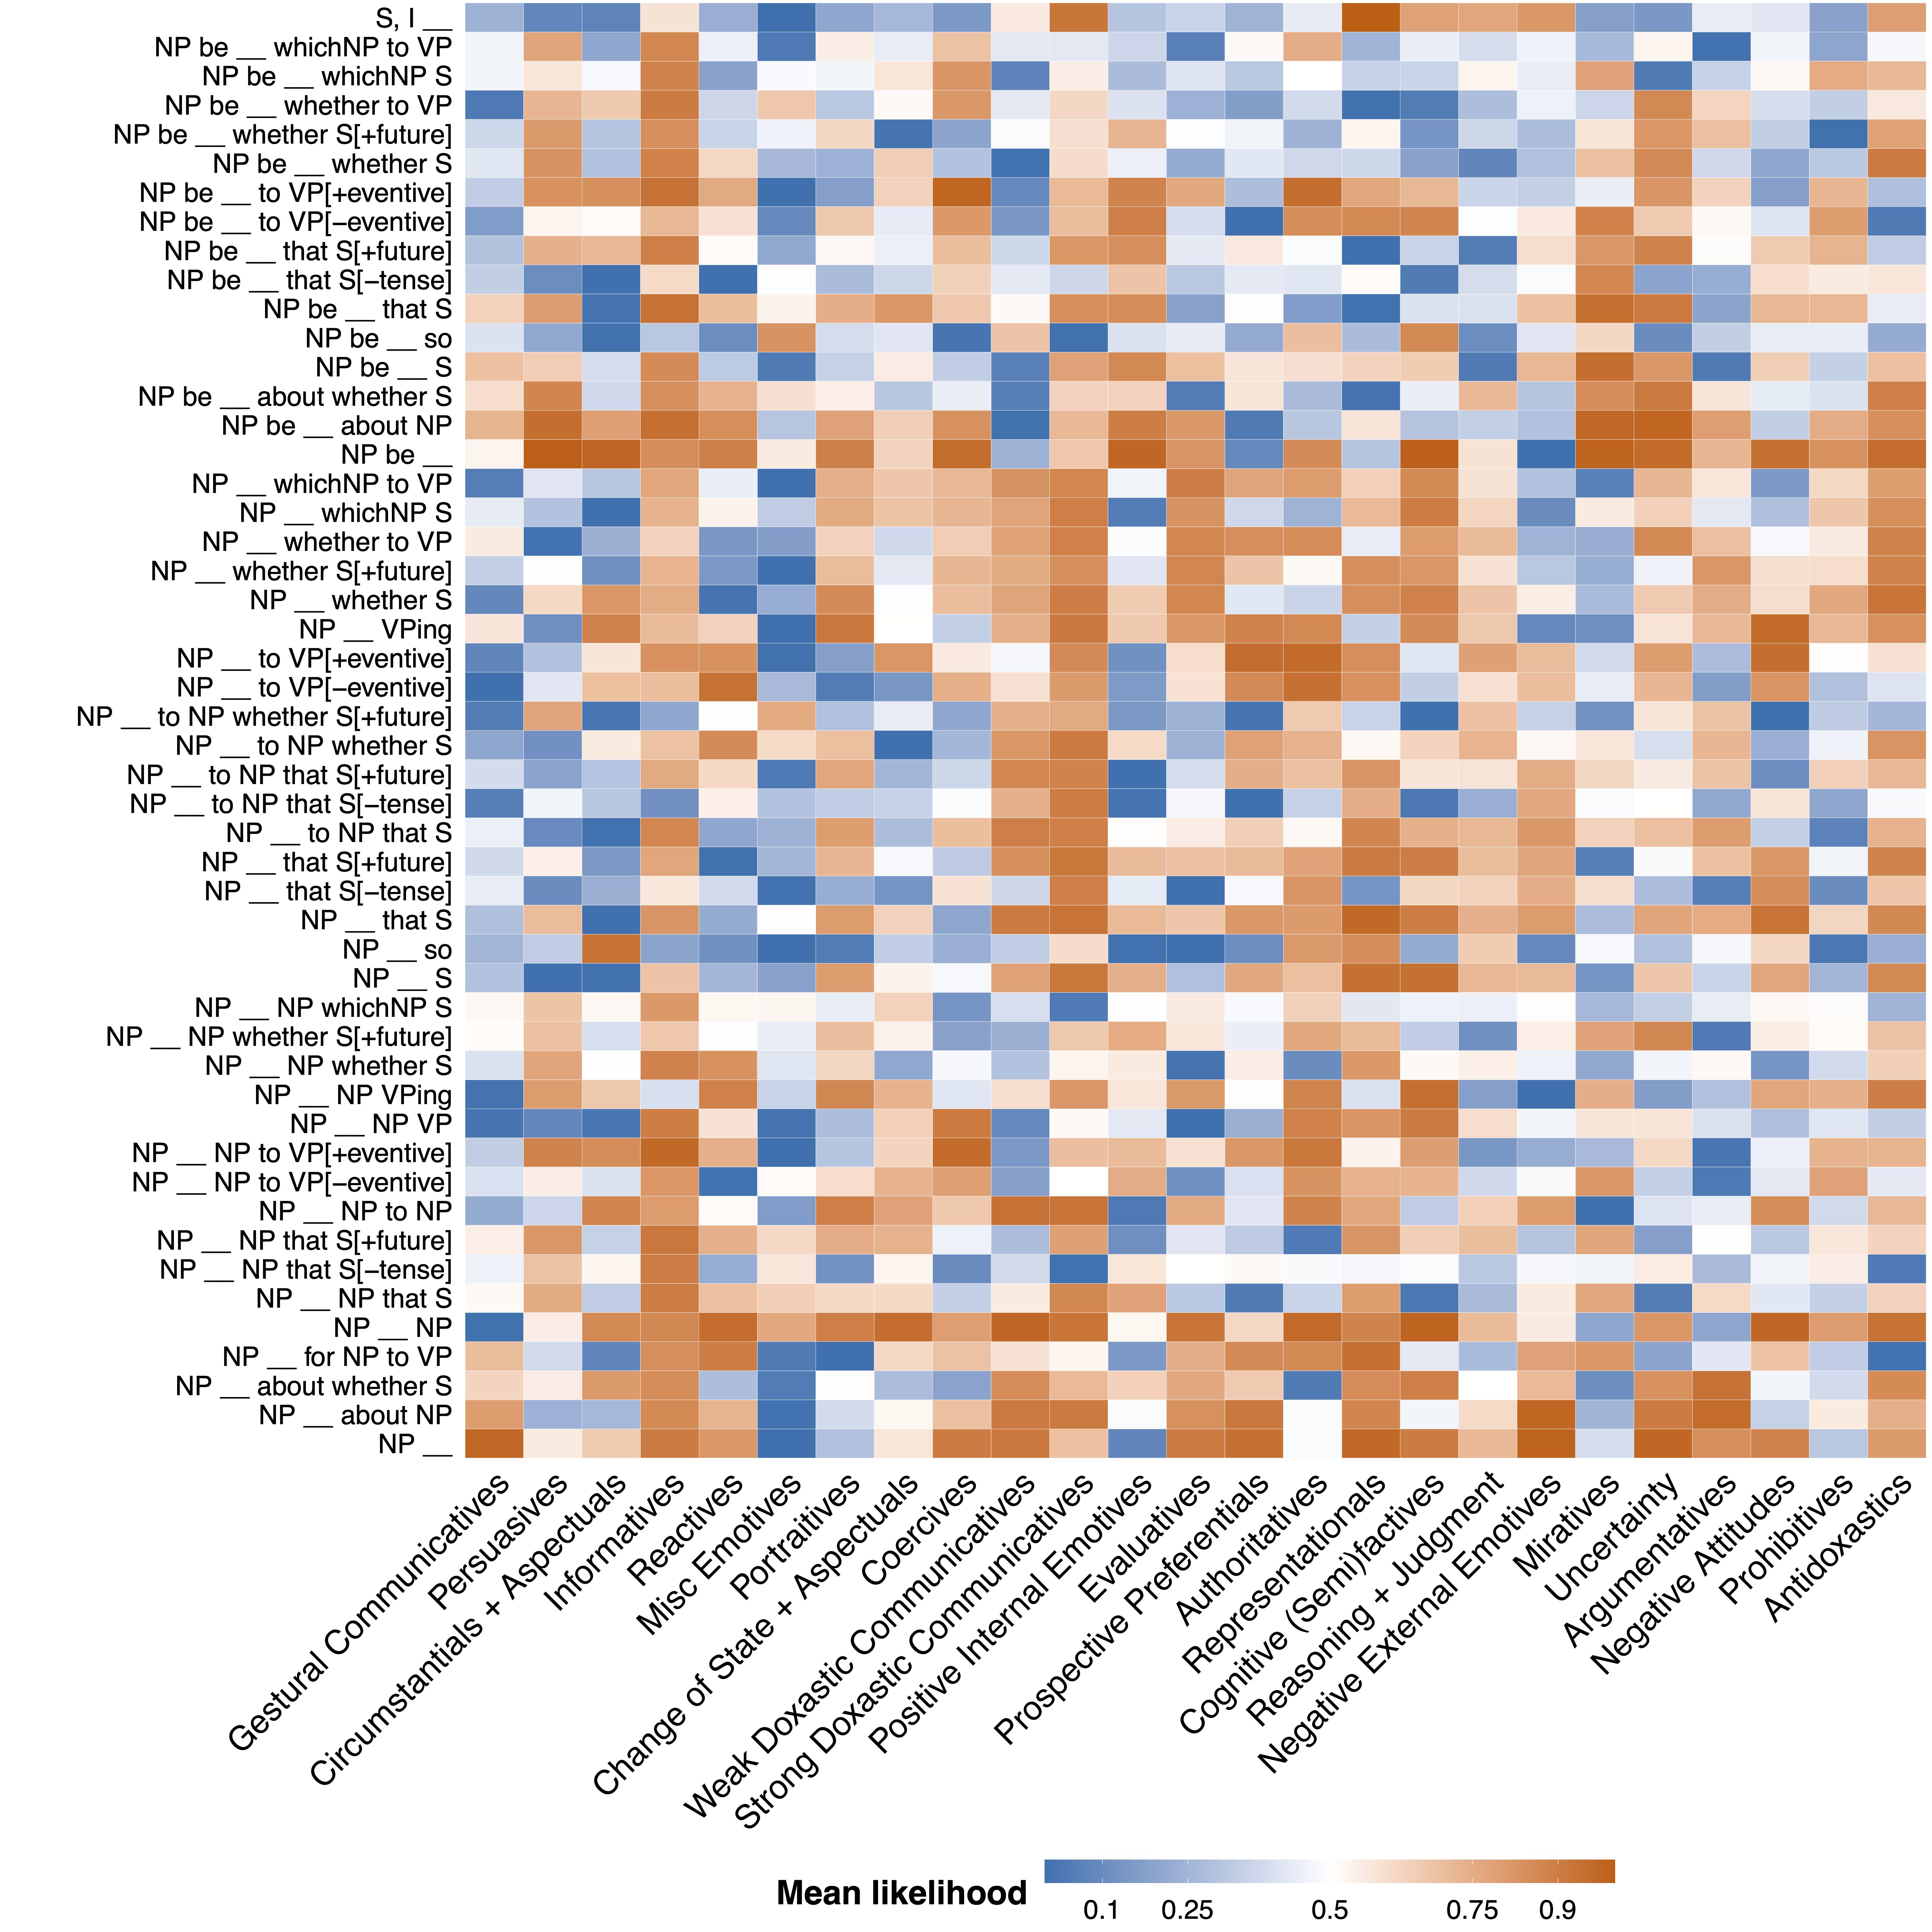 S, I __
NP be __ whichNP to VP
NP be __ whichNP S
NP be __ whether to VP
NP be __ whether S[+future]
NP be __ whether S
NP be __ to VP[+eventive]
NP be __ to VP[−eventive]
NP be __ that S[+future]
NP be __ that S[−tense]
NP be __ that S
NP be __ so
NP be __ S
NP be __ about whether S
NP be __ about NP
NP be __
NP __ whichNP to VP
NP __ whichNP S
NP __ whether to VP
NP __ whether S[+future]
NP __ whether S
NP __ VPing
NP __ to VP[+eventive]
NP __ to VP[−eventive]
NP __ to NP whether S[+future]
NP __ to NP whether S
NP __ to NP that S[+future]
NP __ to NP that S[−tense]
NP __ to NP that S
NP __ that S[+future]
NP __ that S[−tense]
NP __ that S
NP __ so
NP __ S
NP __ NP whichNP S
NP __ NP whether S[+future]
NP __ NP whether S
NP __ NP VPing
NP __ NP VP
NP __ NP to VP[+eventive]
NP __ NP to VP[−eventive]
NP __ NP to NP
NP __ NP that S[+future]
NP __ NP that S[−tense]
NP __ NP that S
NP __ NP
NP __ for NP to VP
NP __ about whether S
NP __ about NP
NP __
Gestural Communicatives
Persuasives
Circumstantials + Aspectuals
Informatives
Reactives
Misc Emotives
Portraitives
Change of State + Aspectuals
Coercives
Weak Doxastic Communicatives
Strong Doxastic Communicatives
Positive Internal Emotives
Evaluatives
Prospective Preferentials
Authoritatives
Representationals
Cognitive (Semi)factives
Reasoning + Judgment
Negative External Emotives
Miratives
Uncertainty
Argumentatives
Negative Attitudes
Prohibitives
Antidoxastics
Mean likelihood
0.1 0.25 0.5 0.75 0.9